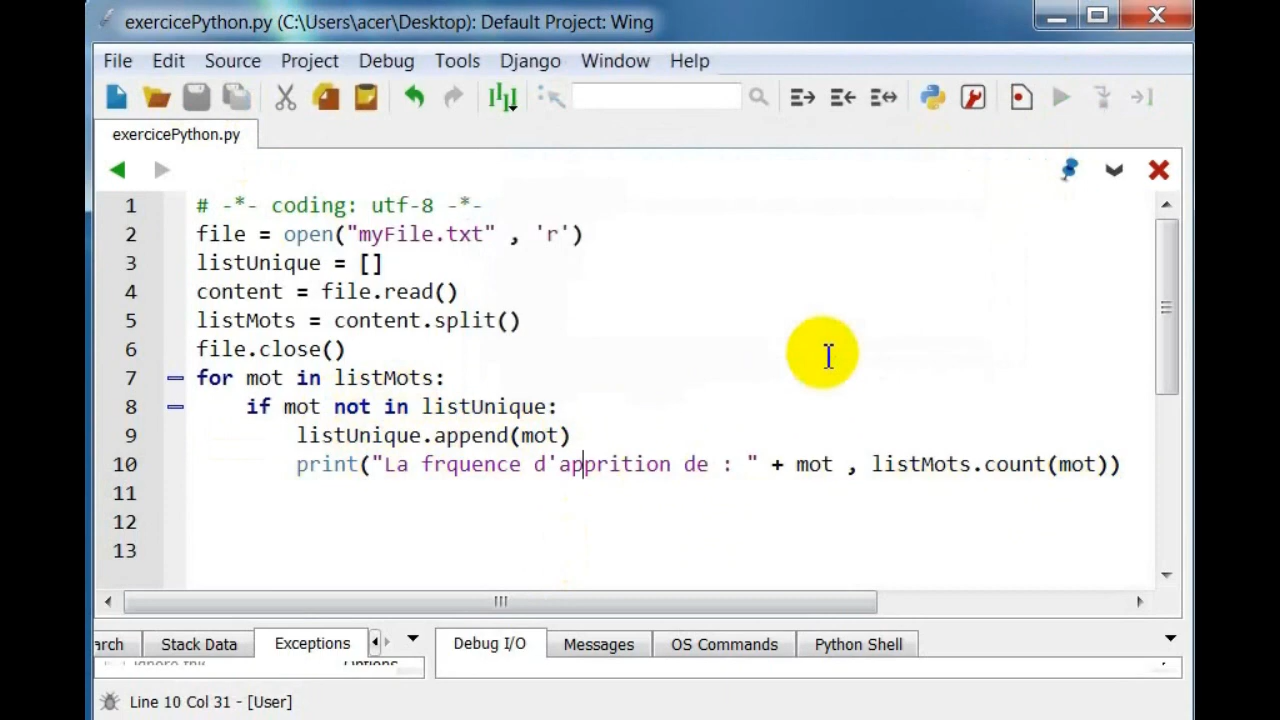 exercicePython.py (C:\Users\acer\Desktop): Default Project: Wing
File Edit Source Project Debug Tools Django Window Help
exercicePython.py
1 # -*- coding: utf-8 -*-
2 file = open("myFile.txt" , 'r')
3 listUnique = []
4 content = file.read()
5 listMots = content.split()
6 file.close()
7 for mot in listMots:
8 if mot not in listUnique:
9 listUnique.append(mot)
10 print("La frquence d'apprition de : " + mot , listMots.count(mot))
11
12
13
arch Stack Data Exceptions Debug I/O Messages OS Commands Python Shell
Options
Line 10 Col 31 - [User]